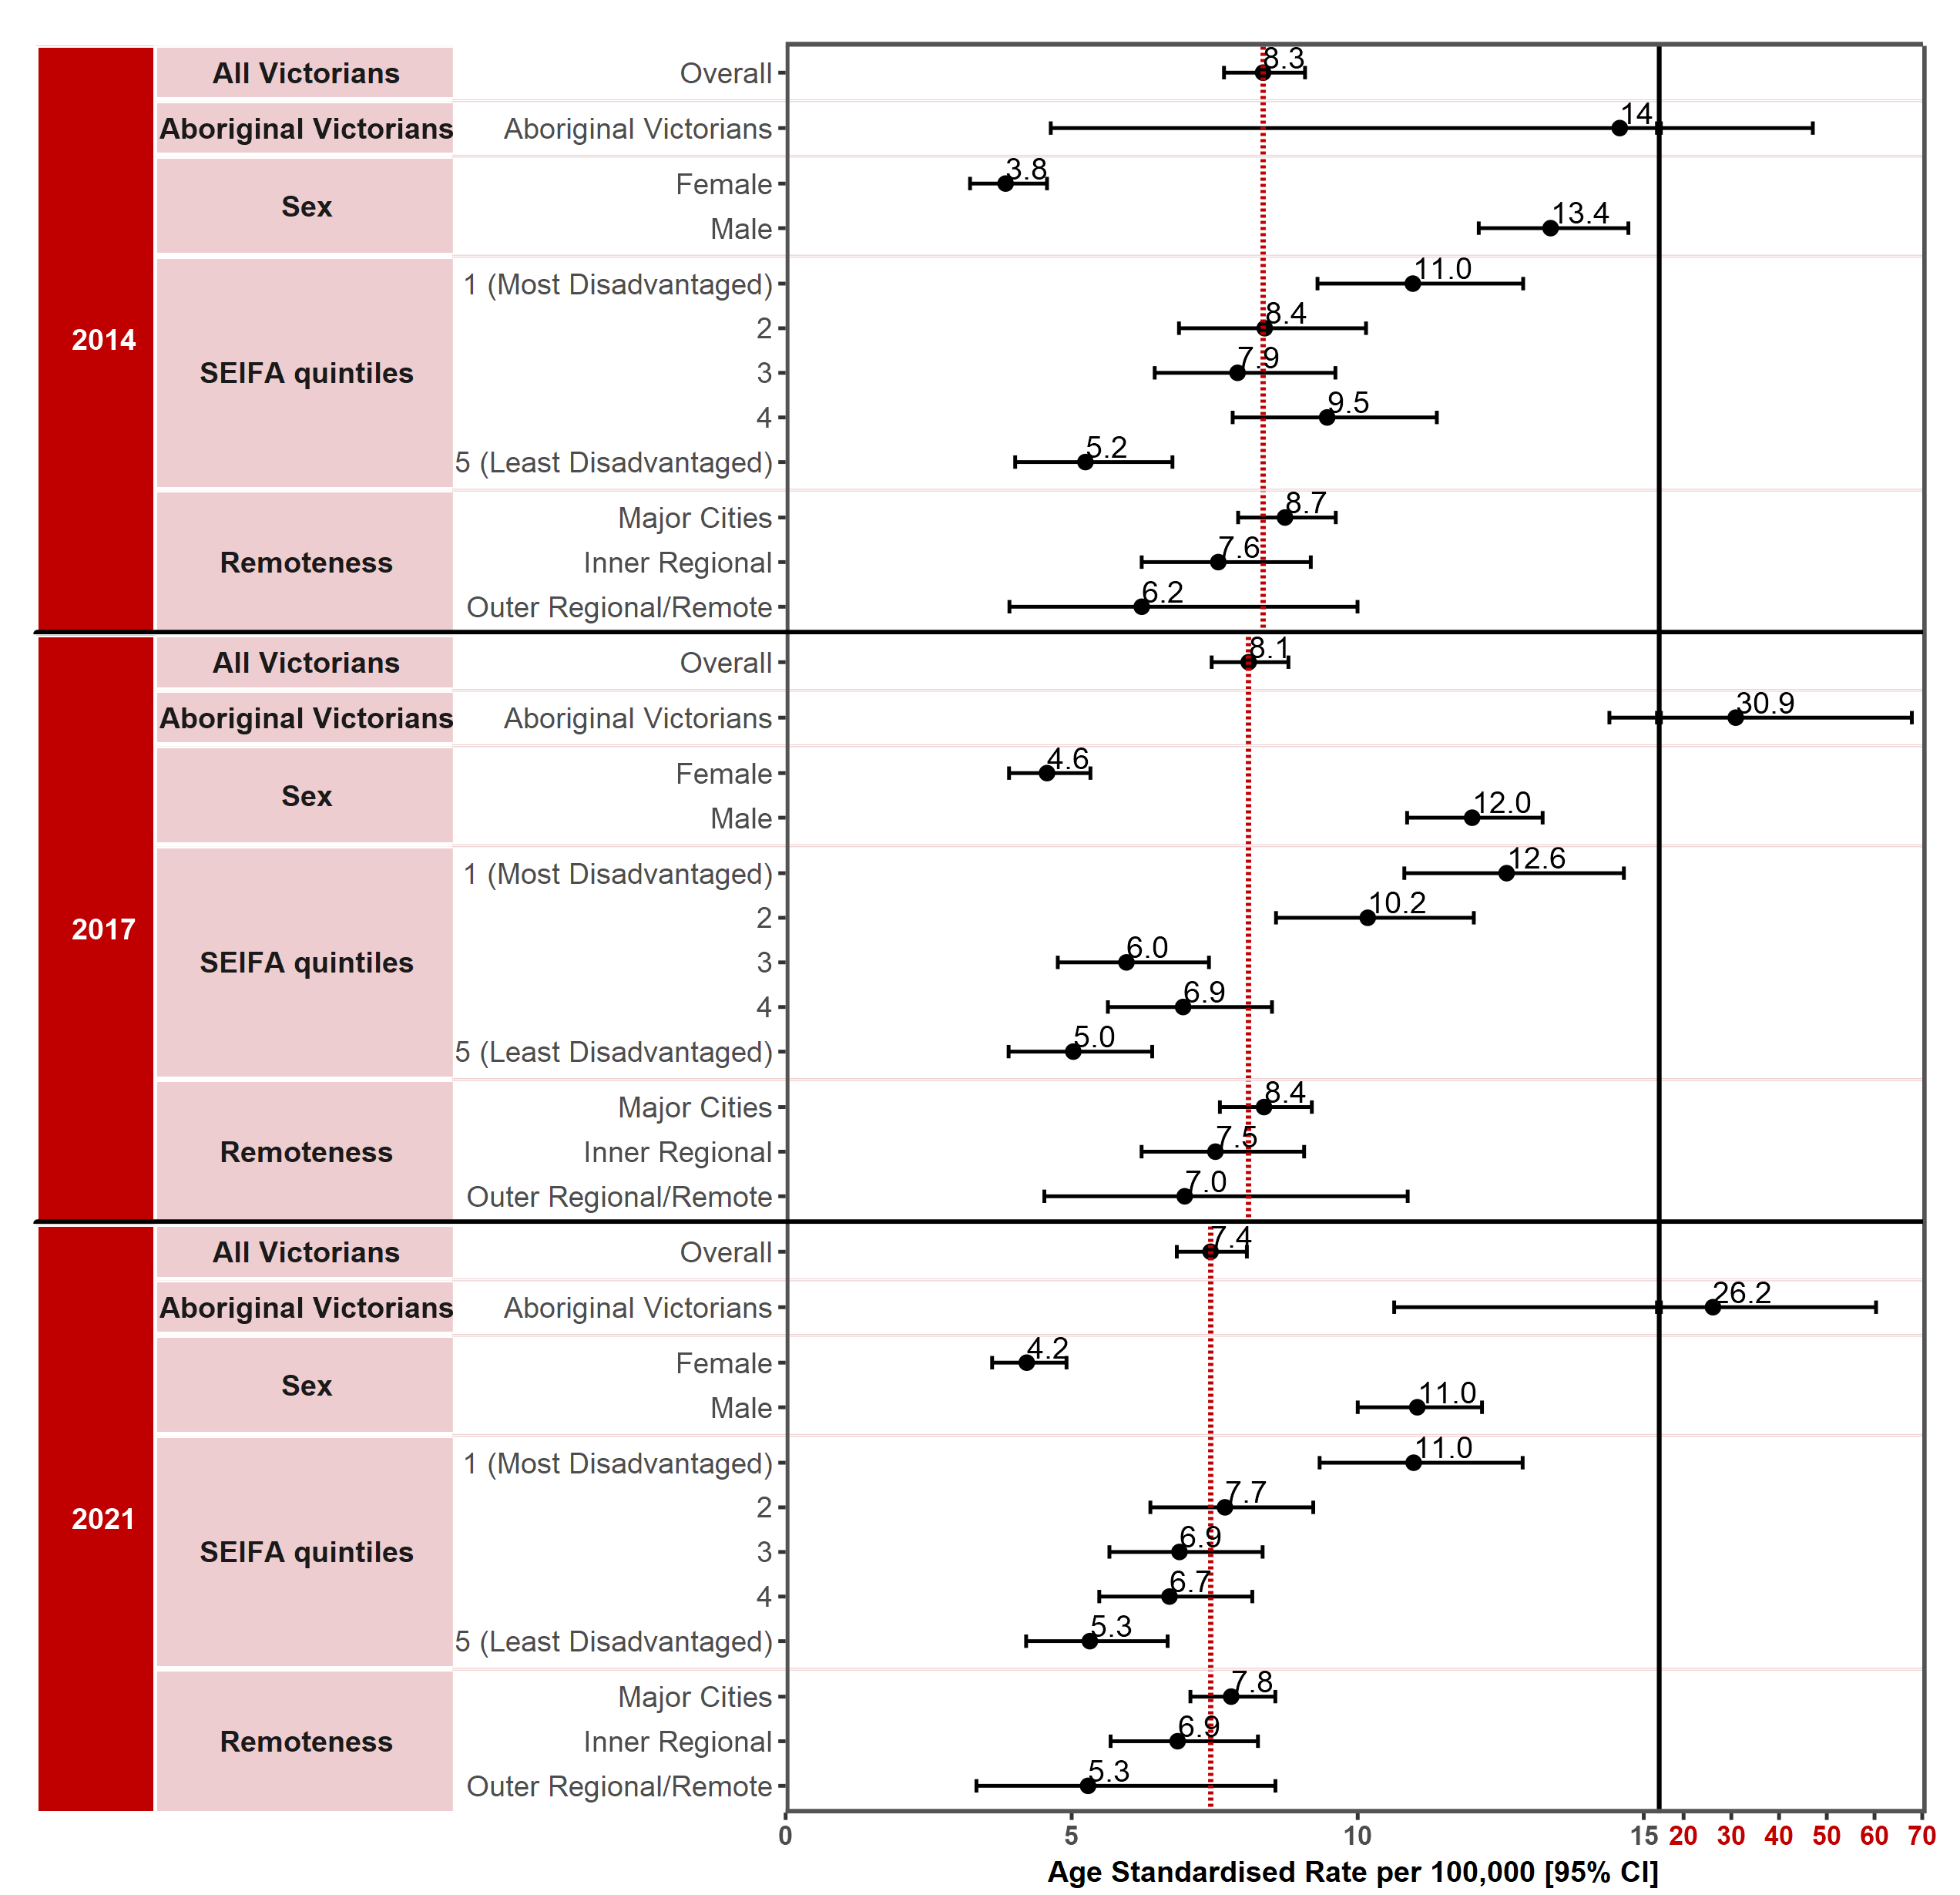 All Victorians Overall 8.3
Aboriginal Victorians Aboriginal Victorians 14
Sex
Female 3.8
Male 13.4
2014
SEIFA quintiles
1 (Most Disadvantaged) 11.0
2 8.4
3 7.9
4 9.5
5 (Least Disadvantaged) 5.2
Remoteness
Major Cities 8.7
Inner Regional 7.6
Outer Regional/Remote 6.2
All Victorians Overall 8.1
Aboriginal Victorians Aboriginal Victorians 30.9
Sex
Female 4.6
Male 12.0
2017
SEIFA quintiles
1 (Most Disadvantaged) 12.6
2 10.2
3 6.0
4 6.9
5 (Least Disadvantaged) 5.0
Remoteness
Major Cities 8.4
Inner Regional 7.5
Outer Regional/Remote 7.0
All Victorians Overall 7.4
Aboriginal Victorians Aboriginal Victorians 26.2
Sex
Female 4.2
Male 11.0
2021
SEIFA quintiles
1 (Most Disadvantaged) 11.0
2 7.7
3 6.9
4 6.7
5 (Least Disadvantaged) 5.3
Remoteness
Major Cities 7.8
Inner Regional 6.9
Outer Regional/Remote 5.3
0 5 10 15 20 30 40 50 60 70
Age Standardised Rate per 100,000 [95% CI]